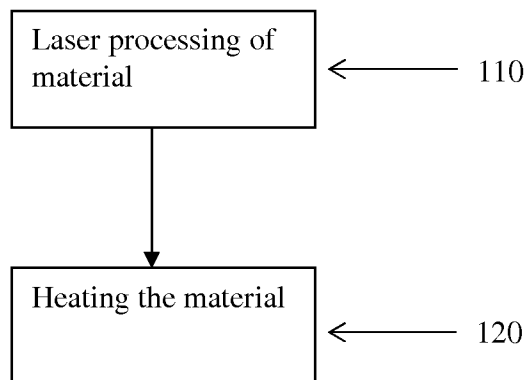 Laser processing of
material
110
Heating the material
120